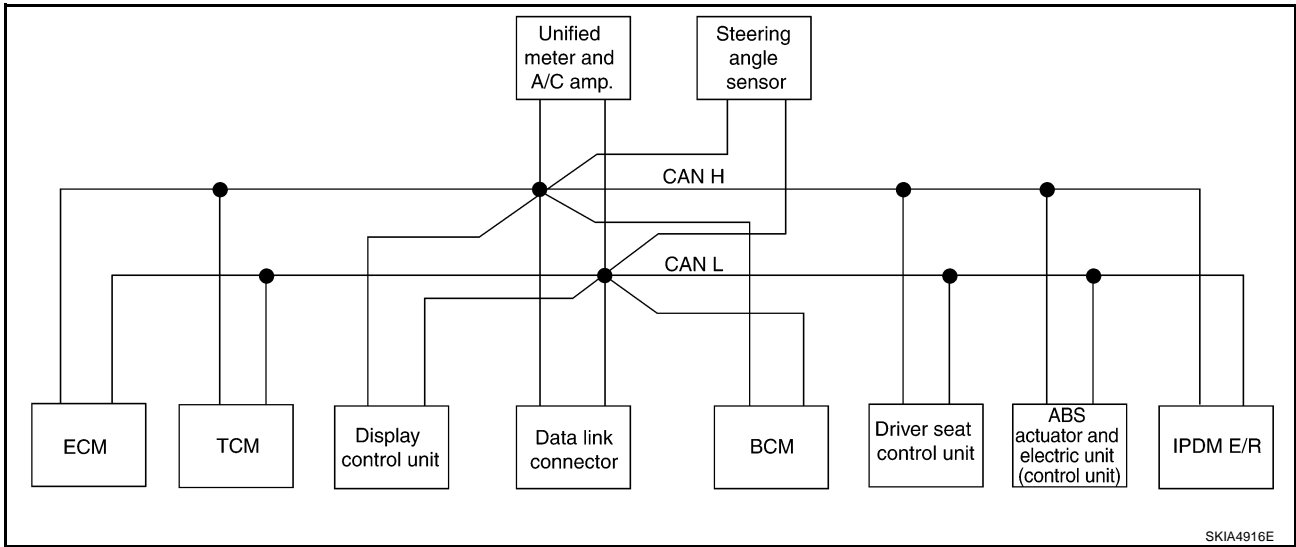 Unified
meter and
A/C amp.
Steering
angle
sensor
CAN H
CAN L
ECM
TCM
Display
control unit
Data link
connector
BCM
Driver seat
control unit
ABS
actuator and
electric unit
(control unit)
IPDM E/R
SKIA4916E